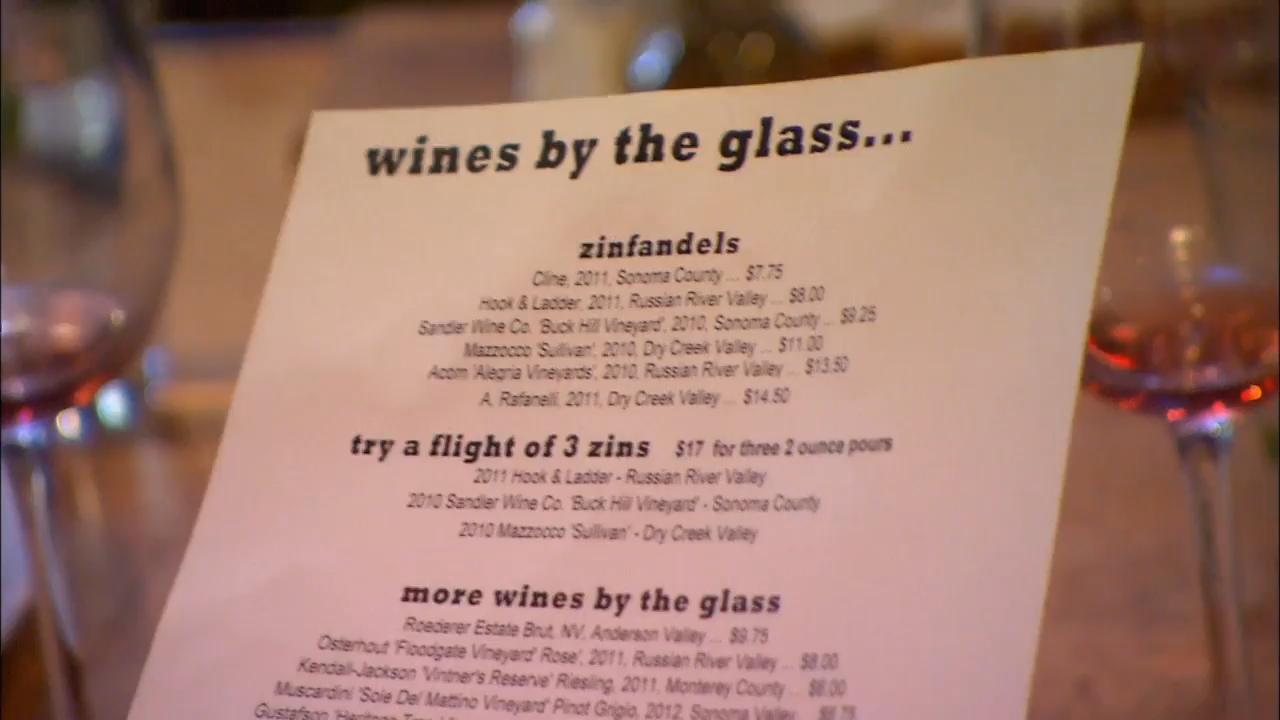 wines by the glass...
zinfandels
Cline, 2011, Sonoma County ... $7.75
Hook & Ladder, 2011, Russian River Valley ... $8.00
Sandler Wine Co. 'Buck Hill Vineyard', 2010, Sonoma County ... $9.25
Mazzocco 'Sullivan', 2010, Dry Creek Valley ... $11.00
Acorn 'Alegria Vineyards', 2010, Russian River Valley ... $13.50
A. Rafanelli, 2011, Dry Creek Valley ... $14.50
try a flight of 3 zins $17 for three 2 ounce pours
2011 Hook & Ladder - Russian River Valley
2010 Sandler Wine Co. 'Buck Hill Vineyard' - Sonoma County
2010 Mazzocco 'Sullivan' - Dry Creek Valley
more wines by the glass
Roederer Estate Brut, NV, Anderson Valley ... $9.75
Osterhout 'Floodgate Vineyard' Rose', 2011, Russian River Valley ... $8.00
Kendall-Jackson 'Vintner's Reserve' Riesling, 2011, Monterey County ... $6.00
Muscardini 'Sole Del Mattino Vineyard' Pinot Grigio, 2012, Sonoma Valley
Gustafson 'Heritage